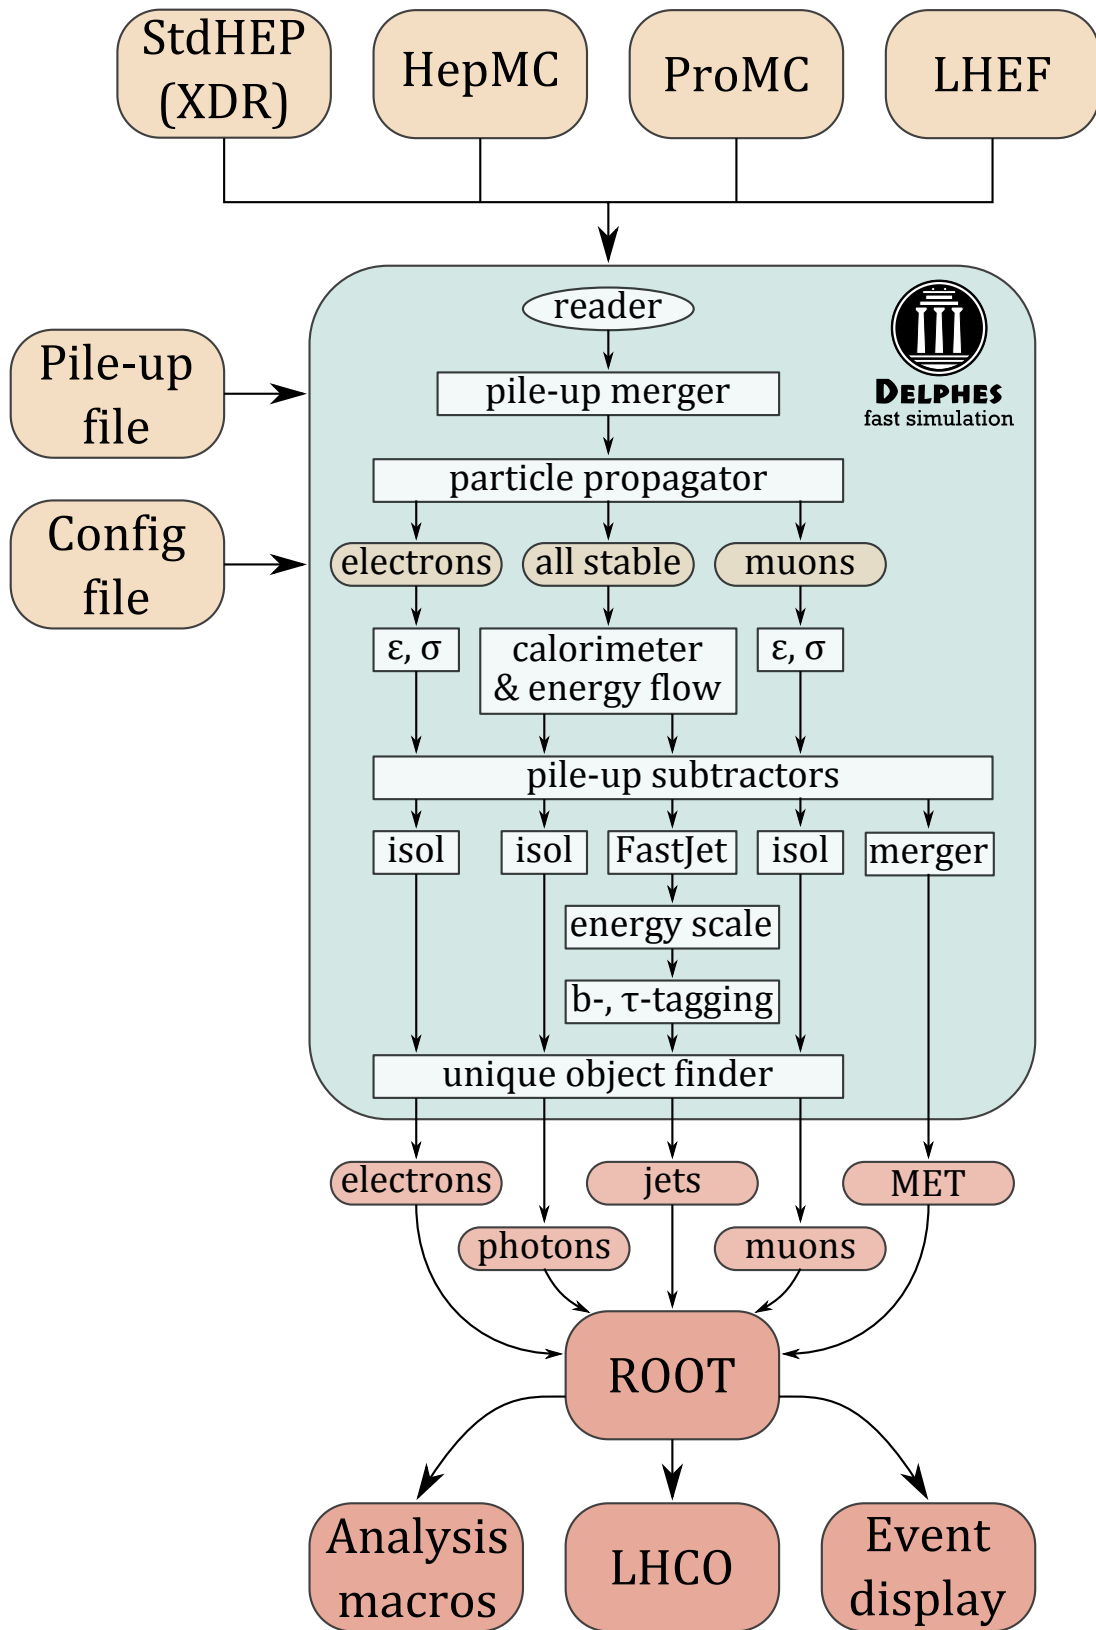 StdHEP
(XDR)
HepMC
ProMC
LHEF
reader
DELPHES
fast simulation
Pile-up
file
pile-up merger
particle propagator
Config
file
electrons
all stable
muons
ε, σ
calorimeter
& energy flow
ε, σ
pile-up subtractors
isol
isol
FastJet
isol
merger
energy scale
b-, τ-tagging
unique object finder
electrons
jets
MET
photons
muons
ROOT
Analysis
macros
LHCO
Event
display